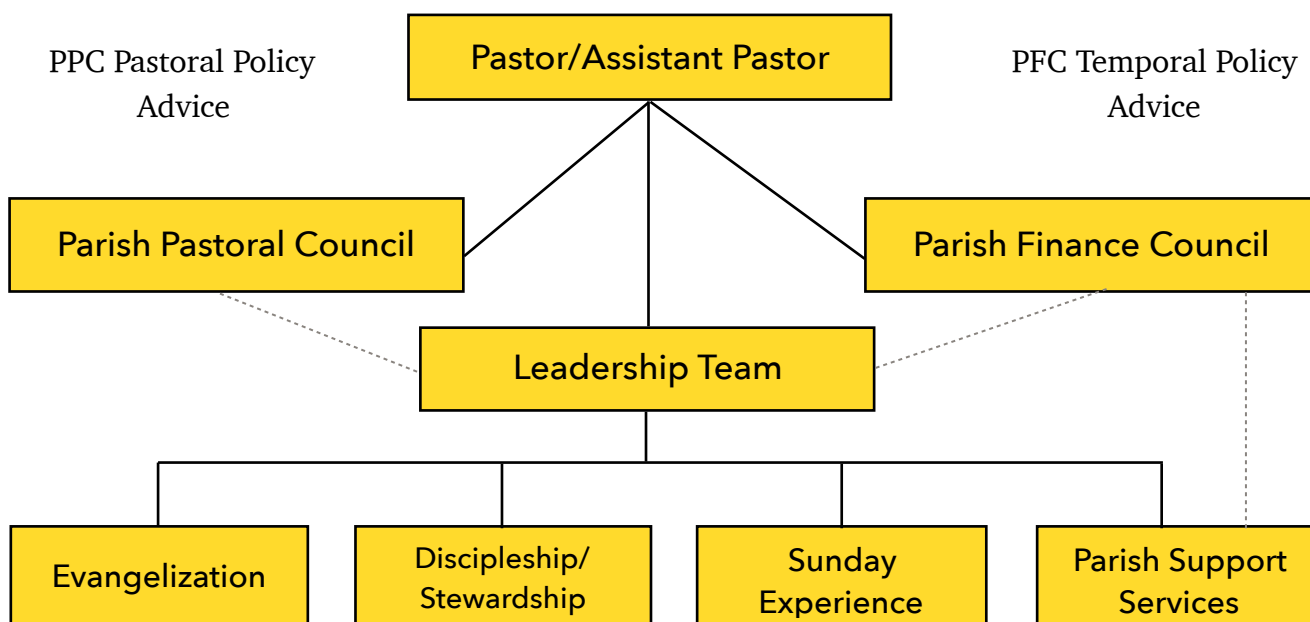 PPC Pastoral Policy
Advice
Pastor/Assistant Pastor
PFC Temporal Policy
Advice
Parish Pastoral Council
Parish Finance Council
Leadership Team
Evangelization
Discipleship/
Stewardship
Sunday
Experience
Parish Support
Services